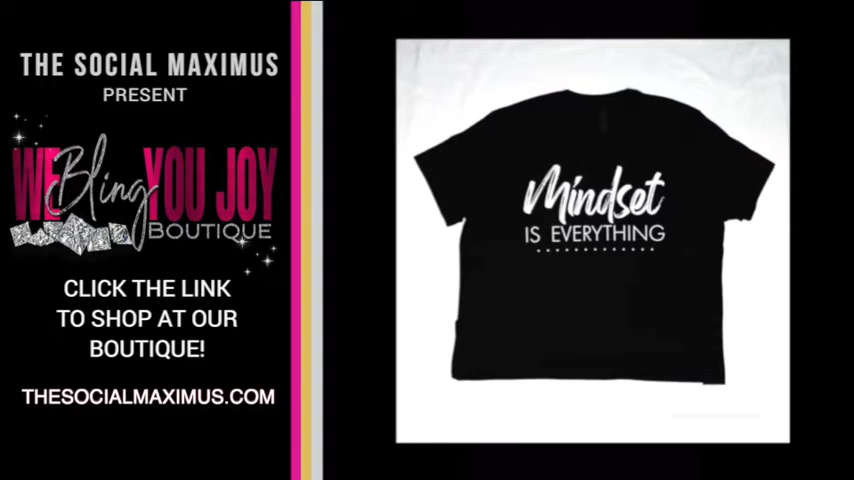 THE SOCIAL MAXIMUS
PRESENT
WE Bling YOU JOY
BOUTIQUE
CLICK THE LINK
TO SHOP AT OUR
BOUTIQUE!
THESOCIALMAXIMUS.COM
Mindset
IS EVERYTHING